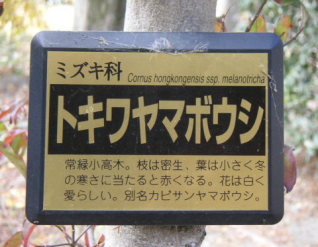 ミズキ科
Cornus hongkongensis ssp. melanotricha
トキワヤマボウシ
常緑小高木。枝は密生、葉は小さく冬
の寒さに当たると赤くなる。花は白く
愛らしい。別名カピサンヤマボウシ。